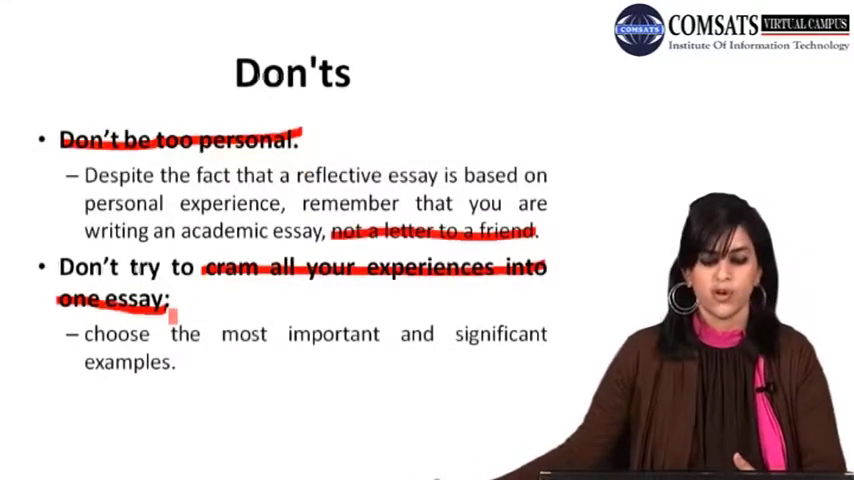 COMSATS VIRTUAL CAMPUS
COMSATS
Institute Of Information Technology
Don'ts
• Don't be too personal.
– Despite the fact that a reflective essay is based on
personal experience, remember that you are
writing an academic essay, not a letter to a friend.
• Don't try to cram all your experiences into
one essay;
– choose the most important and significant
examples.